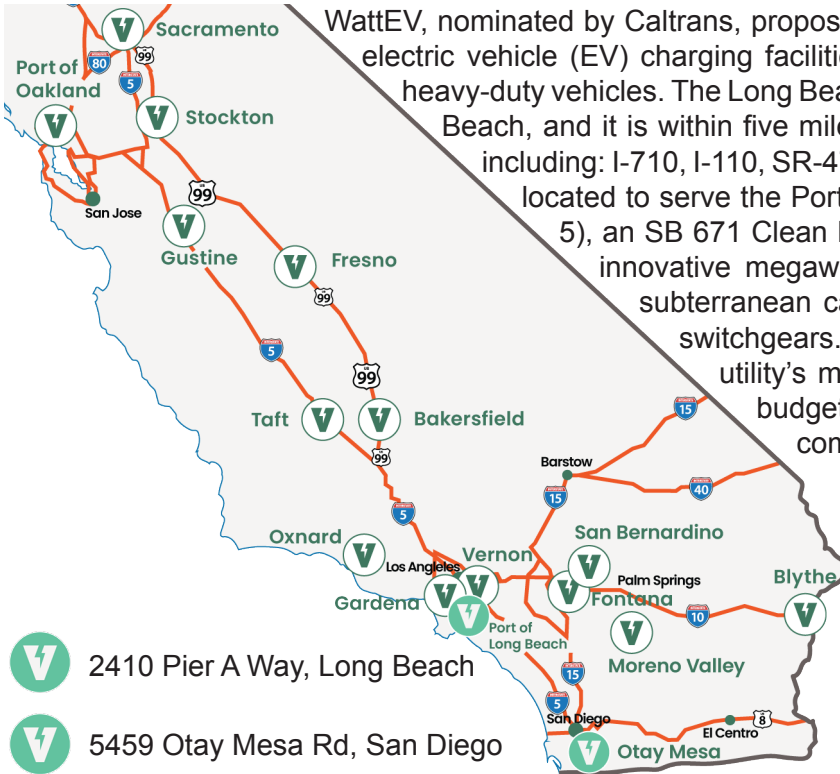 WattEV, nominated by Caltrans, propos
electric vehicle (EV) charging faciliti
heavy-duty vehicles. The Long Bea
Beach, and it is within five mile
including: I-710, I-110, SR-4
located to serve the Port
5), an SB 671 Clean
innovative megaw
subterranean ca
switchgears.
utility's m
budget
com
Sacramento
99
80
5
Port of
Oakland
Stockton
99
San Jose
Gustine
Fresno
99
5
99
Taft
Bakersfield
99
15
Barstow
40
15
5
Oxnard
San Bernardino
Los Angeles
Vernon
Palm Springs
Blythe
Gardena
Fontana
10
Port of
Long Beach
Moreno Valley
2410 Pier A Way, Long Beach
15
5
San Diego
8
El Centro
5459 Otay Mesa Rd, San Diego
Otay Mesa